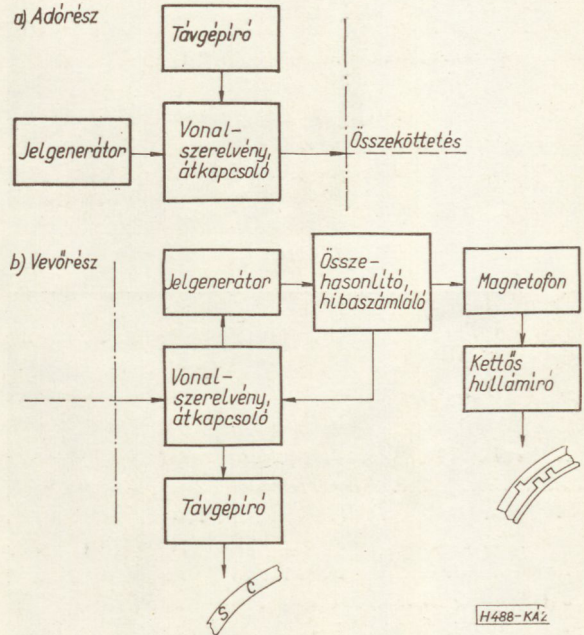 a) Adórész
Távgépíró
Jelgenerátor
Vonal-
szerelvény,
átkapcsoló
Összeköttetés
b) Vevőrész
Jelgenerátor
Össze-
hasonlító,
hibaszámláló
Magnetofon
Vonal-
szerelvény,
átkapcsoló
Kettős
hullámíró
Távgépíró
S C
H488-KÁ2